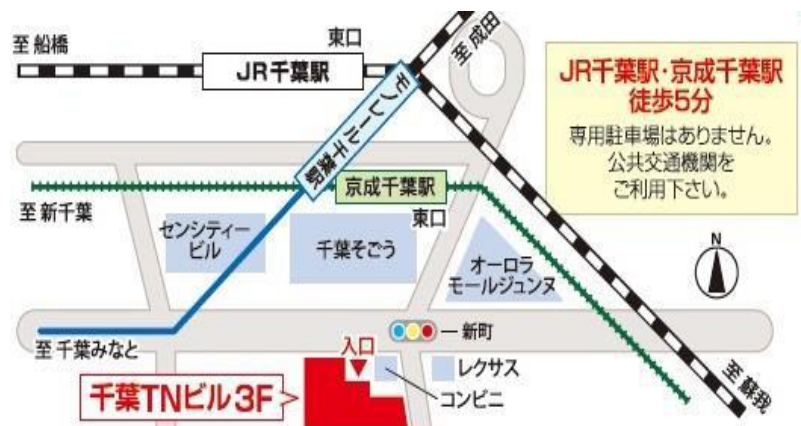 至 船橋
東口
JR千葉駅
至 成田
モノレール千葉駅
JR千葉駅・京成千葉駅
徒歩5分
専用駐車場はありません。
公共交通機関を
ご利用下さい。
京成千葉駅
至 新千葉
東口
センシティー
ビル
千葉そごう
オーロラ
モールジュンヌ
N
至 千葉みなと
新町
入口
レクサス
コンビニ
至 蘇我
千葉TNビル3F